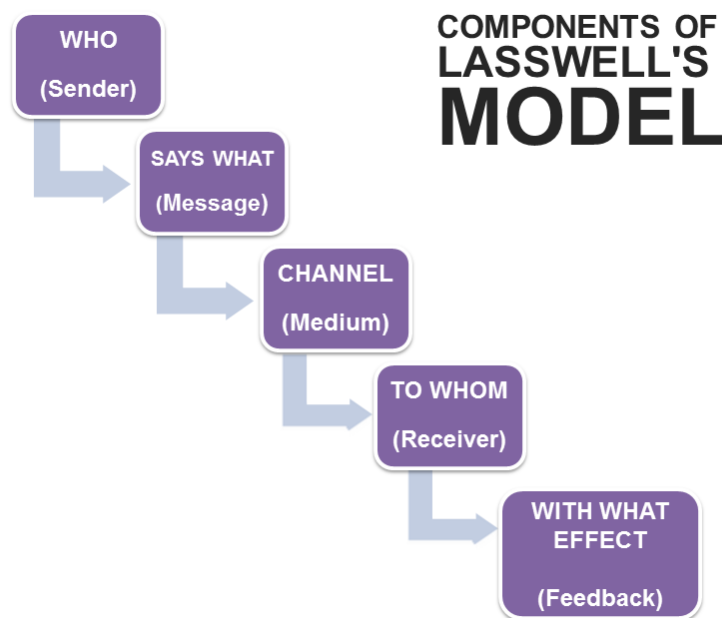 COMPONENTS OF
LASSWELL'S
MODEL
WHO
(Sender)
SAYS WHAT
(Message)
CHANNEL
(Medium)
TO WHOM
(Receiver)
WITH WHAT
EFFECT
(Feedback)